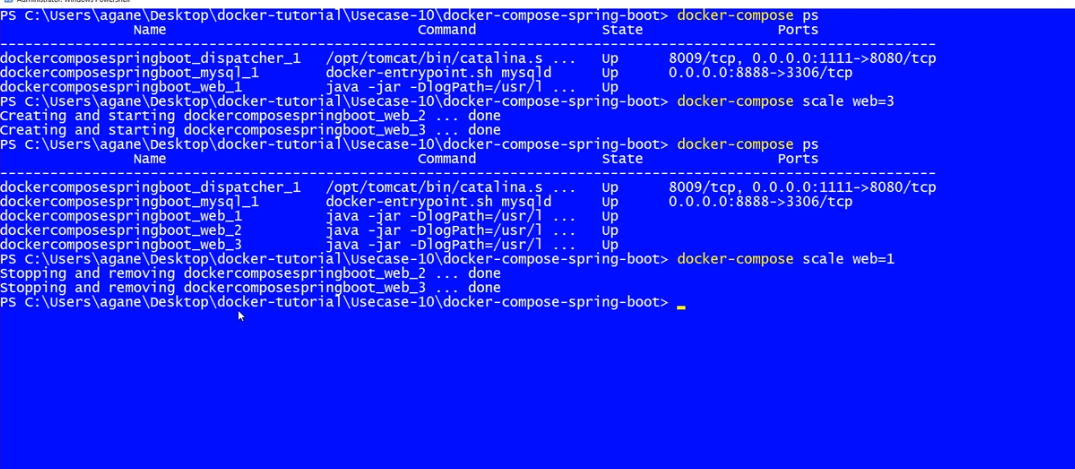 Administrator: Windows PowerShell
PS C:\Users\agane\Desktop\docker-tutorial\Usecase-10\docker-compose-spring-boot> docker-compose ps
Name Command State Ports
--------------------------------------------------------------------------------------------------------------
dockercomposespringboot_dispatcher_1 /opt/tomcat/bin/catalina.s ... Up 8009/tcp, 0.0.0.0:1111->8080/tcp
dockercomposespringboot_mysql_1 docker-entrypoint.sh mysqld Up 0.0.0.0:8888->3306/tcp
dockercomposespringboot_web_1 java -jar -DlogPath=/usr/l ... Up
PS C:\Users\agane\Desktop\docker-tutorial\Usecase-10\docker-compose-spring-boot> docker-compose scale web=3
Creating and starting dockercomposespringboot_web_2 ... done
Creating and starting dockercomposespringboot_web_3 ... done
PS C:\Users\agane\Desktop\docker-tutorial\Usecase-10\docker-compose-spring-boot> docker-compose ps
Name Command State Ports
--------------------------------------------------------------------------------------------------------------
dockercomposespringboot_dispatcher_1 /opt/tomcat/bin/catalina.s ... Up 8009/tcp, 0.0.0.0:1111->8080/tcp
dockercomposespringboot_mysql_1 docker-entrypoint.sh mysqld Up 0.0.0.0:8888->3306/tcp
dockercomposespringboot_web_1 java -jar -DlogPath=/usr/l ... Up
dockercomposespringboot_web_2 java -jar -DlogPath=/usr/l ... Up
dockercomposespringboot_web_3 java -jar -DlogPath=/usr/l ... Up
PS C:\Users\agane\Desktop\docker-tutorial\Usecase-10\docker-compose-spring-boot> docker-compose scale web=1
Stopping and removing dockercomposespringboot_web_2 ... done
Stopping and removing dockercomposespringboot_web_3 ... done
PS C:\Users\agane\Desktop\docker-tutorial\Usecase-10\docker-compose-spring-boot> _